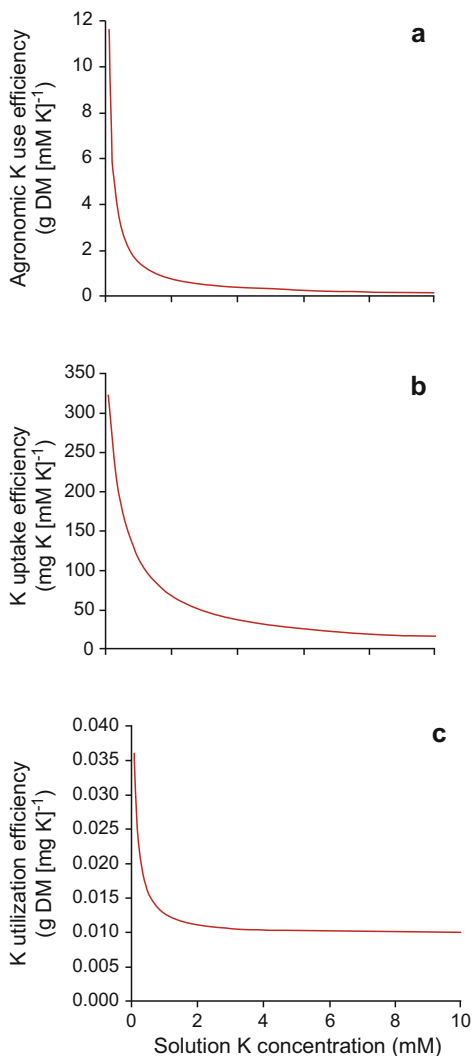 a
Agronomic K use efficiency
(g DM [mM K]-1)
12
10
8
6
4
2
0
b
K uptake efficiency
(mg K [mM K]-1)
350
300
250
200
150
100
50
0
c
K utilization efficiency
(g DM [mg K]-1)
0.040
0.035
0.030
0.025
0.020
0.015
0.010
0.005
0.000
0 2 4 6 8 10
Solution K concentration (mM)